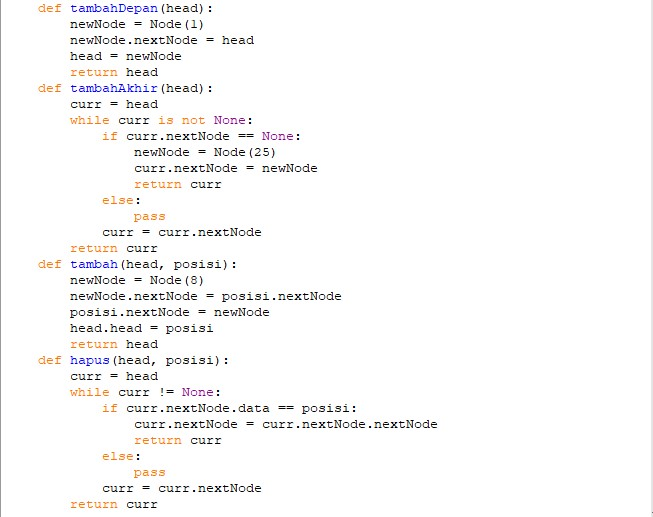 def tambahDepan(head):
    newNode = Node(1)
    newNode.nextNode = head
    head = newNode
    return head
def tambahAkhir(head):
    curr = head
    while curr is not None:
        if curr.nextNode == None:
            newNode = Node(25)
            curr.nextNode = newNode
            return curr
        else:
            pass
        curr = curr.nextNode
    return curr
def tambah(head, posisi):
    newNode = Node(8)
    newNode.nextNode = posisi.nextNode
    posisi.nextNode = newNode
    head.head = posisi
    return head
def hapus(head, posisi):
    curr = head
    while curr != None:
        if curr.nextNode.data == posisi:
            curr.nextNode = curr.nextNode.nextNode
            return curr
        else:
            pass
        curr = curr.nextNode
    return curr